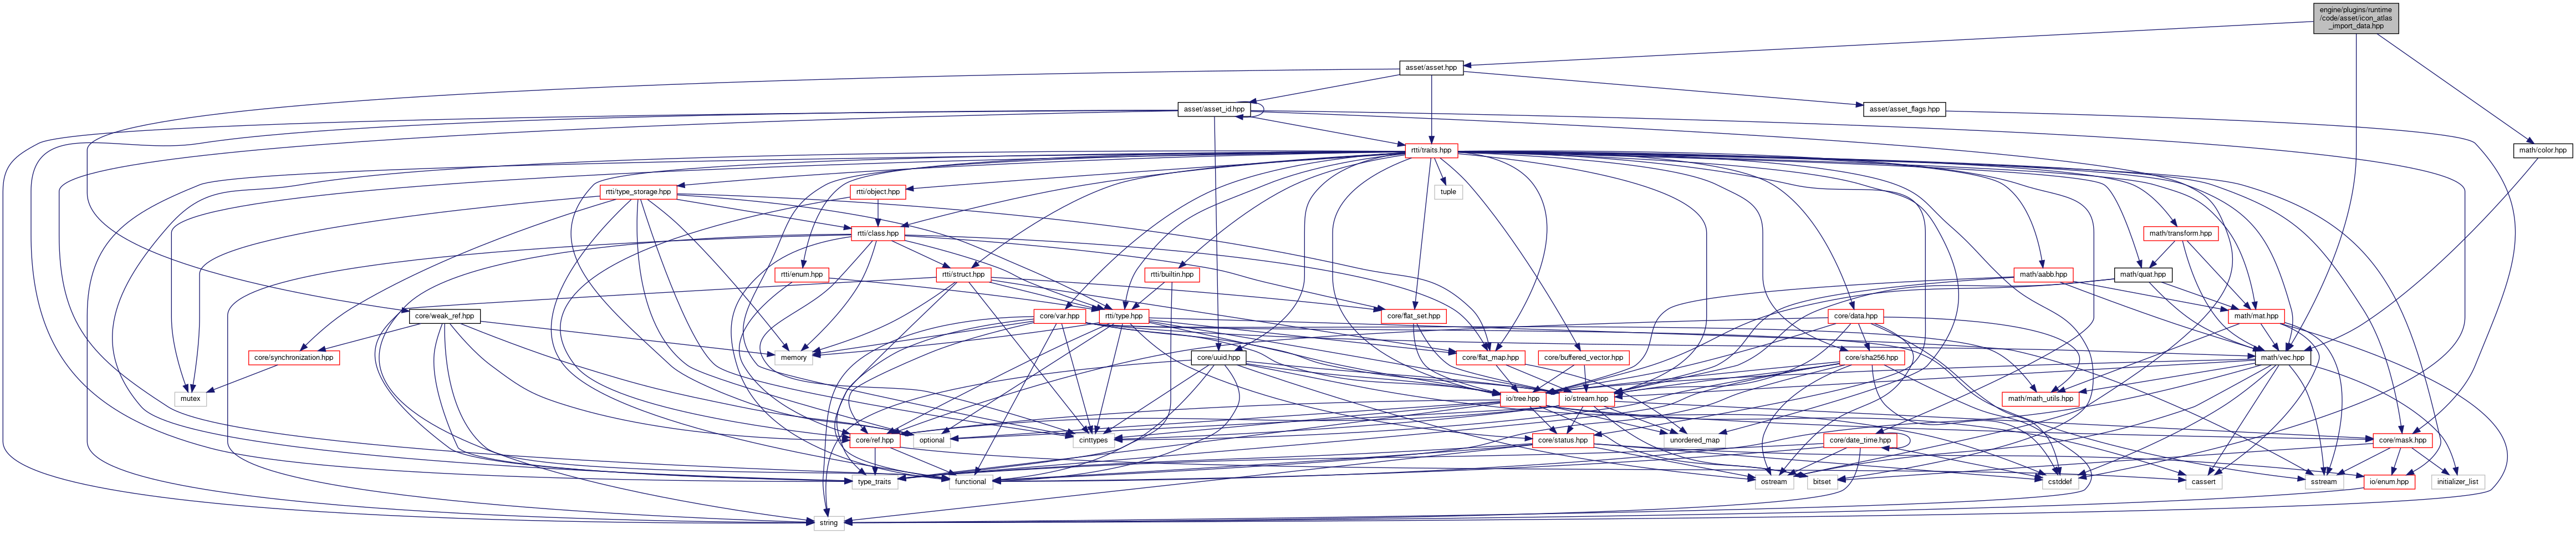 engine/plugins/runtime
/code/asset/icon_atlas
_import_data.hpp
asset/asset.hpp
asset/asset_id.hpp
asset/asset_flags.hpp
rtti/traits.hpp
math/color.hpp
rtti/type_storage.hpp
rtti/object.hpp
tuple
rtti/class.hpp
math/transform.hpp
rtti/enum.hpp
rtti/struct.hpp
rtti/builtin.hpp
math/aabb.hpp
math/quat.hpp
core/weak_ref.hpp
core/var.hpp
rtti/type.hpp
core/flat_set.hpp
core/data.hpp
math/mat.hpp
core/synchronization.hpp
memory
core/uuid.hpp
core/flat_map.hpp
core/buffered_vector.hpp
core/sha256.hpp
math/vec.hpp
mutex
io/tree.hpp
io/stream.hpp
math/math_utils.hpp
core/ref.hpp
optional
cinttypes
core/status.hpp
unordered_map
core/date_time.hpp
core/mask.hpp
type_traits
functional
ostream
bitset
cstddef
cassert
sstream
io/enum.hpp
initializer_list
string